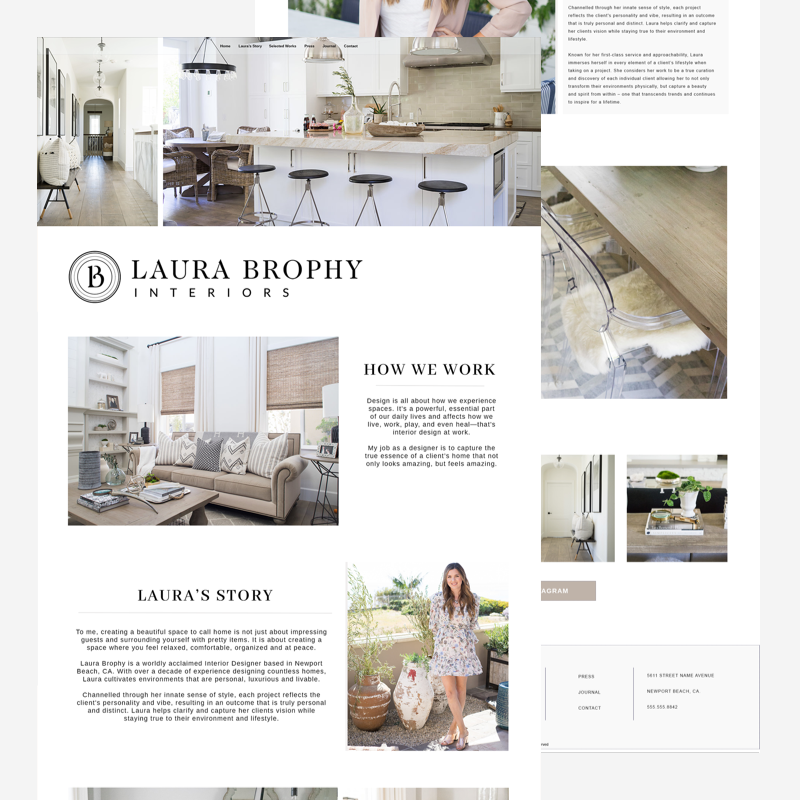 Home Laura's Story Selected Works Press Journal Contact
B
LAURA BROPHY
INTERIORS
HOW WE WORK
Design is all about how we experience
spaces. It's a powerful, essential part
of our daily lives and affects how we
live, work, play, and even heal—that's
interior design at work.
My job as a designer is to capture the
true essence of a client's home that not
only looks amazing, but feels amazing.
LAURA'S STORY
To me, creating a beautiful space to call home is not just about impressing
guests and surrounding yourself with pretty items. It is about creating a
space where you feel relaxed, comfortable, organized and at peace.
Laura Brophy is a worldly acclaimed Interior Designer based in Newport
Beach, CA. With over a decade of experience designing countless homes,
Laura cultivates environments that are personal, luxurious and livable.
Channelled through her innate sense of style, each project reflects the
client's personality and vibe, resulting in an outcome that is truly personal
and distinct. Laura helps clarify and capture her clients vision while
staying true to their environment and lifestyle.
Channelled through her innate sense of style, each project
reflects the client's personality and vibe, resulting in an outcome
that is truly personal and distinct. Laura helps clarify and capture
her clients vision while staying true to their environment and
lifestyle.
Known for her first-class service and approachability, Laura
immerses herself in every element of a client's lifestyle when
taking on a project. She considers her work to be a true curation
and discovery of each individual client allowing her to not only
transform their environments physically, but capture a beauty
and spirit from within – one that transcends trends and continues
to inspire for a lifetime.
AGRAM
PRESS
JOURNAL
CONTACT
5611 STREET NAME AVENUE
NEWPORT BEACH, CA
555.555.6642